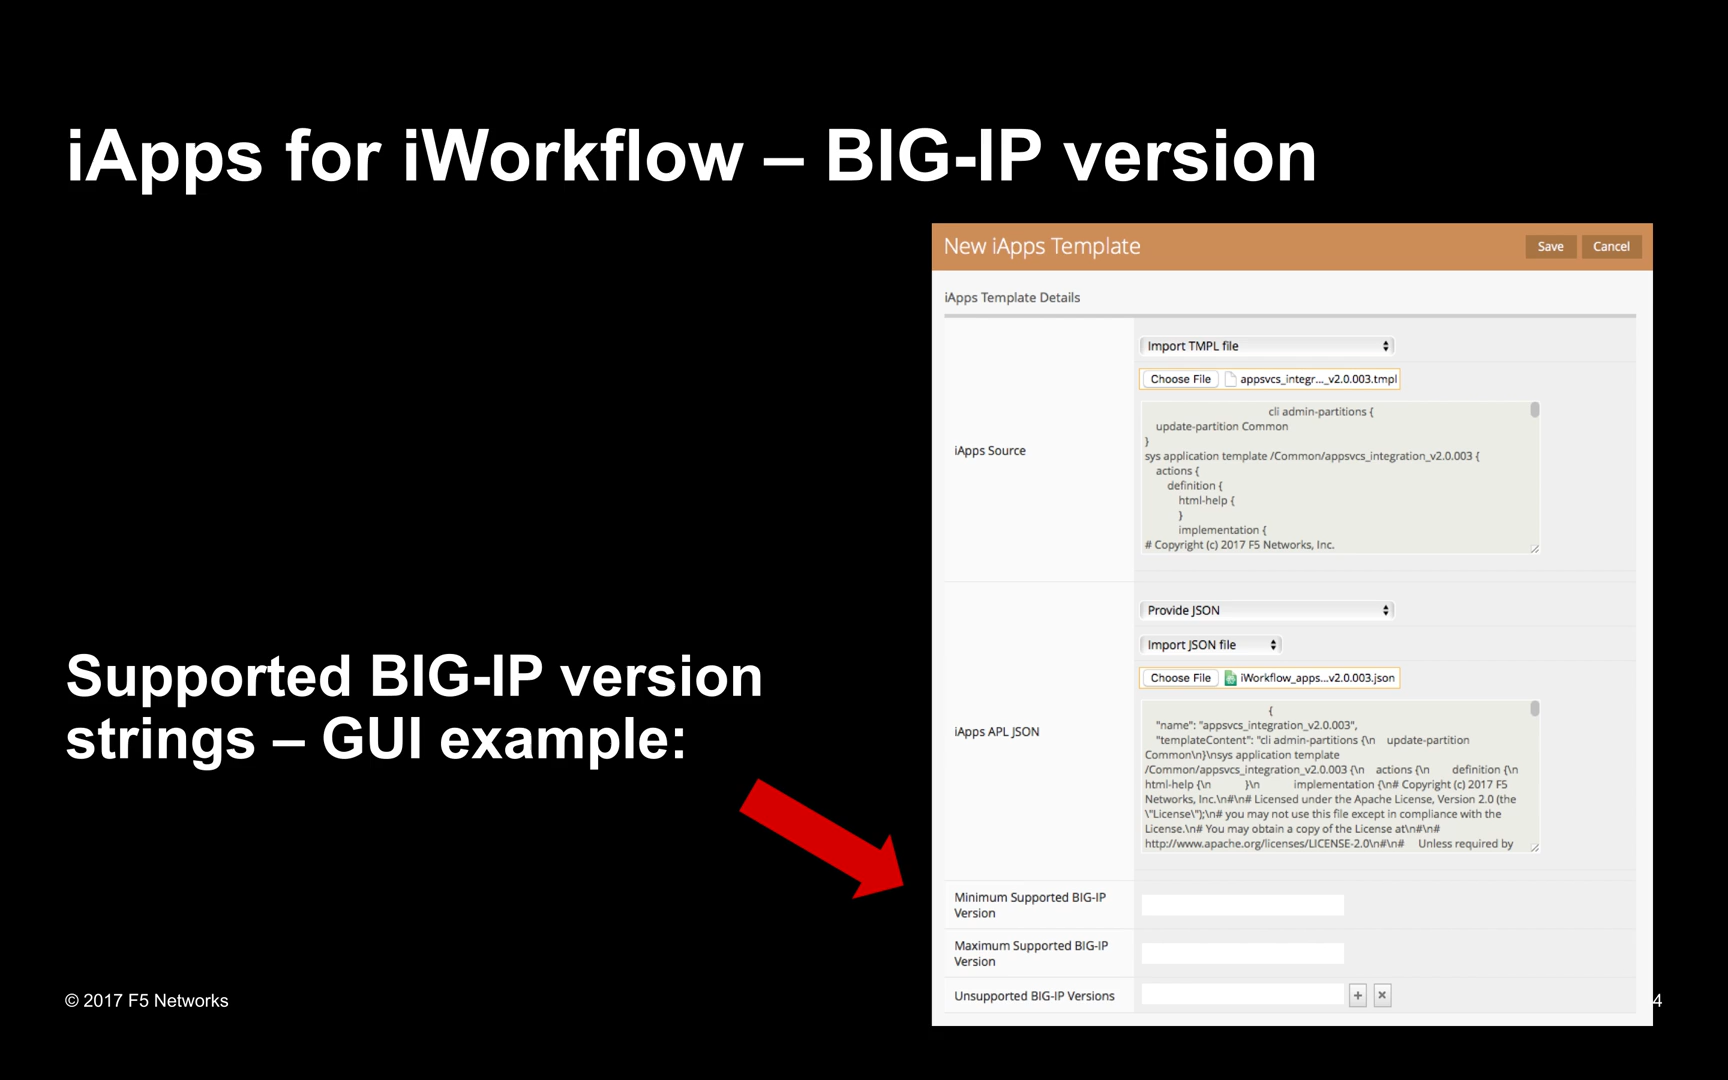 iApps for iWorkflow – BIG-IP version
Supported BIG-IP version
strings – GUI example:
New iApps Template
Save
Cancel
iApps Template Details
iApps Source
Import TMPL file
Choose File
appsvcs_integr..._v2.0.003.tmpl
cli admin-partitions {
update-partition Common
}
sys application template /Common/appsvcs_integration_v2.0.003 {
actions {
definition {
html-help {
}
implementation {
# Copyright (c) 2017 F5 Networks, Inc.
iApps APL JSON
Provide JSON
Import JSON file
Choose File
iWorkflow_apps...v2.0.003.json
{
"name": "appsvcs_integration_v2.0.003",
"templateContent": "cli admin-partitions {\n    update-partition
Common\n}\nsys application template
/Common/appsvcs_integration_v2.0.003 {\n    actions {\n        definition {\n
html-help {\n            }\n            implementation {\n# Copyright (c) 2017 F5
Networks, Inc.\n#\n# Licensed under the Apache License, Version 2.0 (the
\"License\");\n# you may not use this file except in compliance with the
License.\n# You may obtain a copy of the License at\n#\n#
http://www.apache.org/licenses/LICENSE-2.0\n#\n#     Unless required by
Minimum Supported BIG-IP
Version
Maximum Supported BIG-IP
Version
Unsupported BIG-IP Versions
© 2017 F5 Networks
4